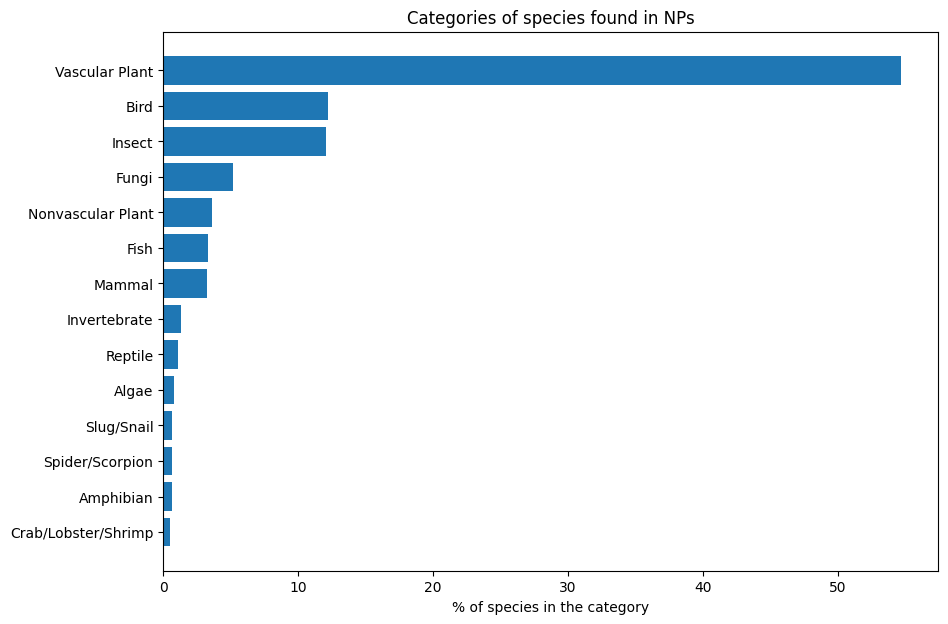 Categories of species found in NPs
Vascular Plant
Bird
Insect
Fungi
Nonvascular Plant
Fish
Mammal
Invertebrate
Reptile
Algae
Slug/Snail
Spider/Scorpion
Amphibian
Crab/Lobster/Shrimp
0 10 20 30 40 50
% of species in the category